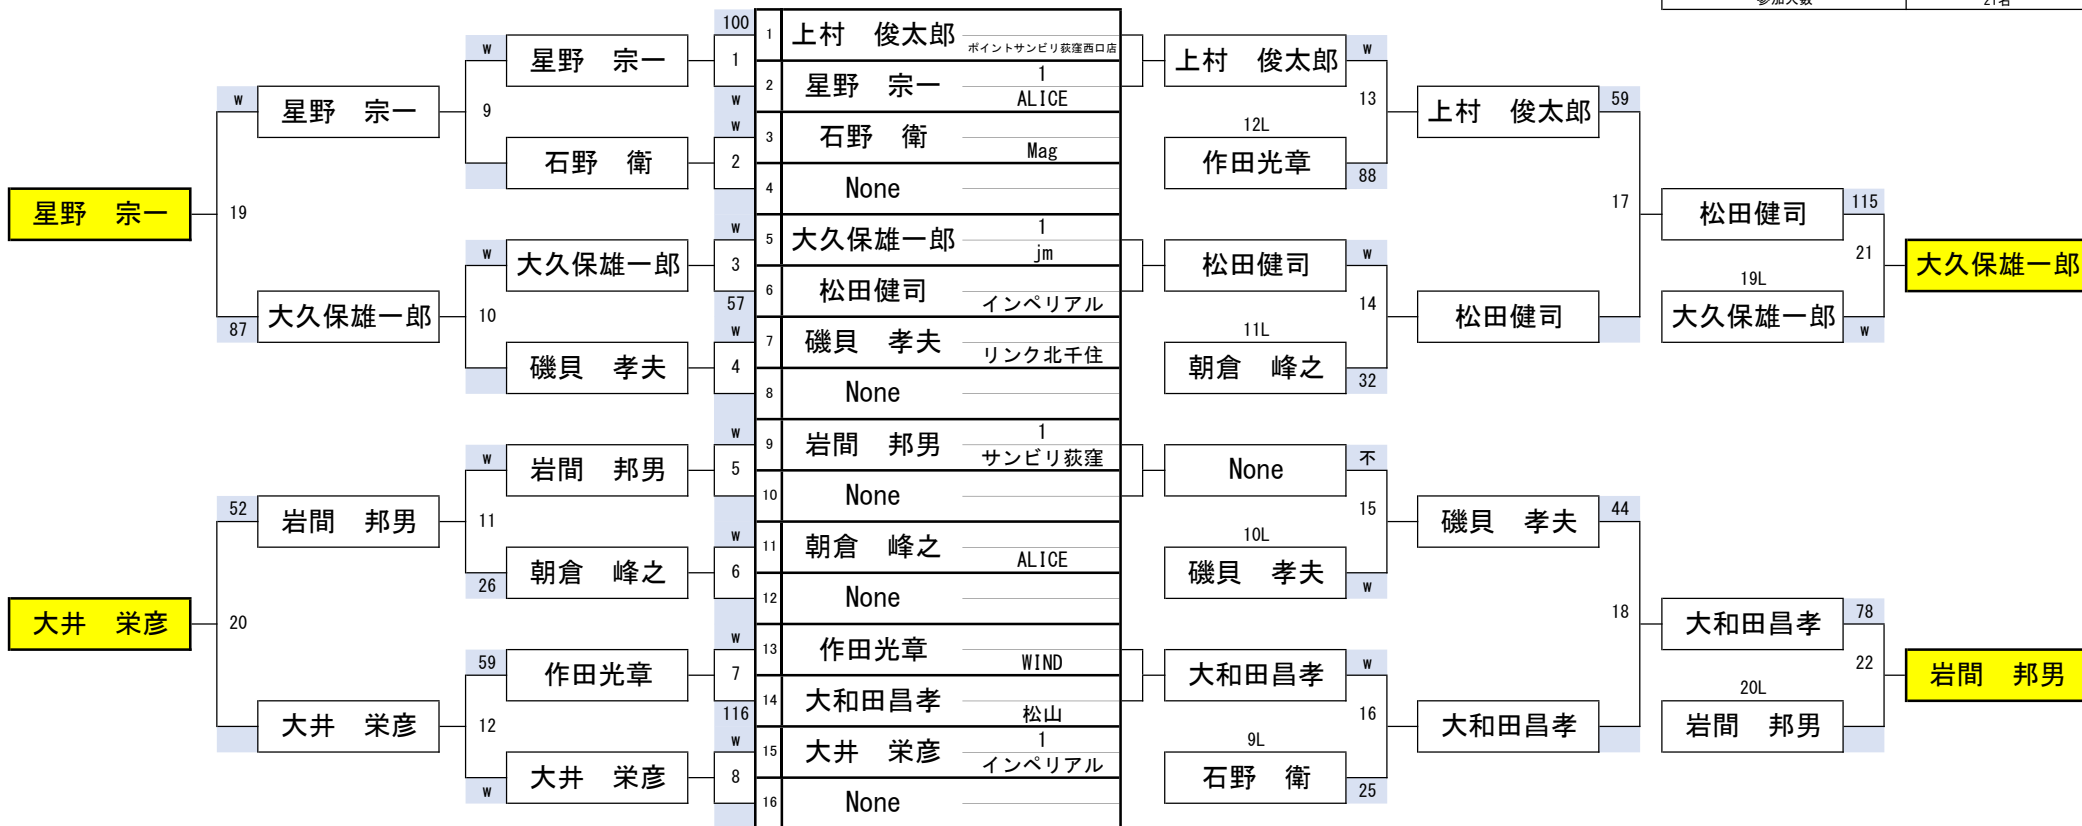 参加人数 21名
100
1 上村 俊太郎 ポイントサンビリ荻窪西口店
W 星野 宗一 1
上村 俊太郎 W
2 星野 宗一 1
ALICE
W 星野 宗一 9
W
13 上村 俊太郎 59
W
3 石野 衛 Mag
12L
石野 衛 2
作田光章 88
4 None
星野 宗一 19
17 松田健司 115
W
5 大久保雄一郎 1
jm
W 大久保雄一郎 3
松田健司 W
21 大久保雄一郎
6 松田健司 インペリアル
57
19L
87 大久保雄一郎 10
14 松田健司
大久保雄一郎 W
W
7 磯貝 孝夫 リンク北千住
11L
磯貝 孝夫 4
朝倉 峰之 32
8 None
W
9 岩間 邦男 1
サンビリ荻窪
W 岩間 邦男 5
None 不
10 None
52 岩間 邦男 11
15 磯貝 孝夫 44
W
11 朝倉 峰之 ALICE
10L
26 朝倉 峰之 6
磯貝 孝夫 W
12 None
大井 栄彦 20
18 大和田昌孝 78
W
13 作田光章 WIND
59 作田光章 7
大和田昌孝 W
22 岩間 邦男
14 大和田昌孝 松山
116
20L
大井 栄彦 12
16 大和田昌孝
岩間 邦男
W
15 大井 栄彦 1
インペリアル
9L
W 大井 栄彦 8
石野 衛 25
16 None